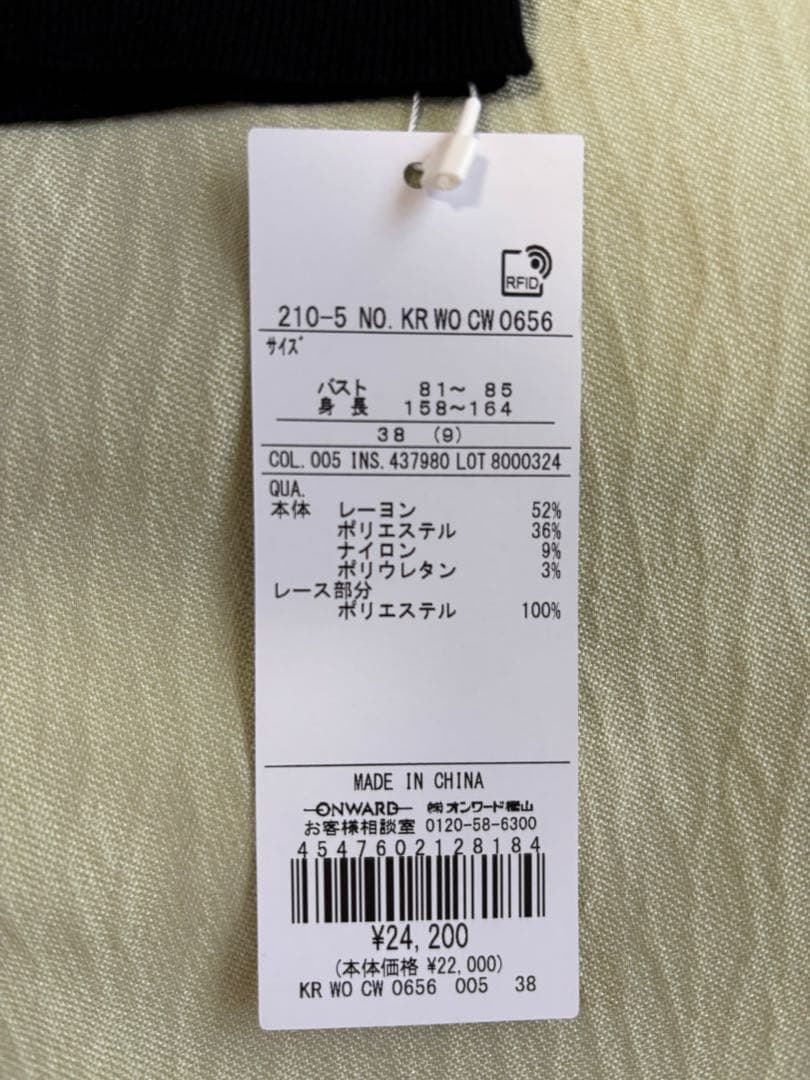 RFID
210-5 NO. KR WO CW 0656
サイズ
バスト 81～ 85
身長 158～164
38 (9)
COL. 005 INS. 437980 LOT 8000324
QUA.
本体 レーヨン 52%
ポリエステル 36%
ナイロン 9%
ポリウレタン 3%
レース部分
ポリエステル 100%
MADE IN CHINA
ONWARD ㈱オンワード樫山
お客様相談室 0120-58-6300
4547602128184
¥24,200
(本体価格 ¥22,000)
KR WO CW 0656 005 38